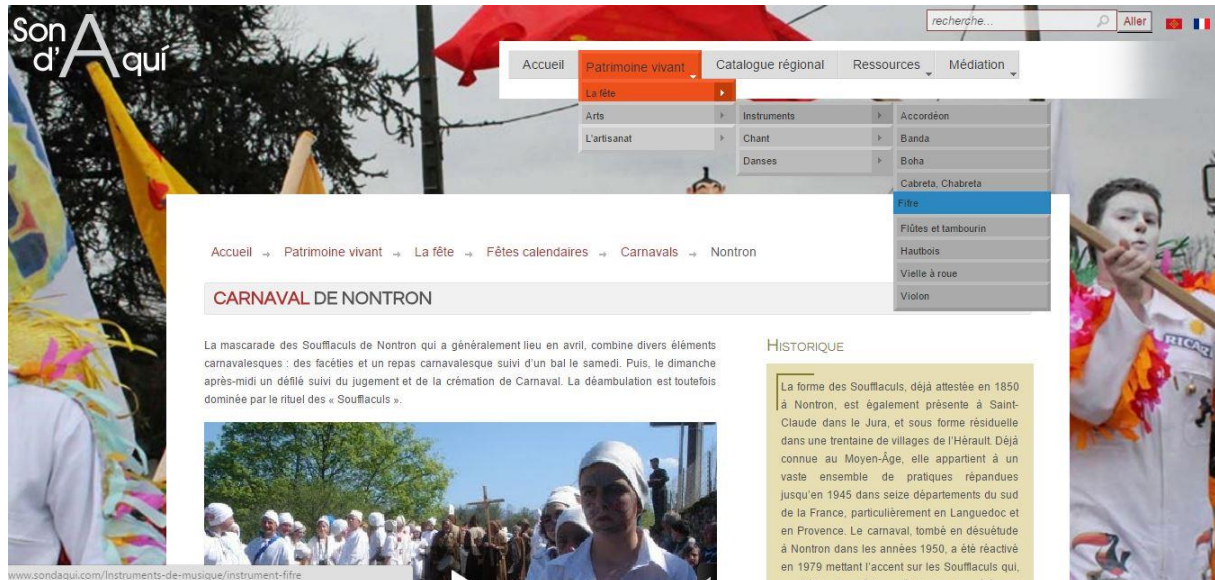 Son
d'Aquí
recherche...
Aller
Accueil
Patrimoine vivant
Catalogue régional
Ressources
Médiation
La fête
Arts
L'artisanat
Instruments
Chant
Danses
Accordéon
Banda
Boha
Cabreta, Chabreta
Fifre
Flûtes et tambourin
Hautbois
Vielle à roue
Violon
Accueil → Patrimoine vivant → La fête → Fêtes calendaires → Carnavals → Nontron
CARNAVAL DE NONTRON
La mascarade des Soufflaculs de Nontron qui a généralement lieu en avril, combine divers éléments
carnavalesques : des facéties et un repas carnavalesque suivi d'un bal le samedi. Puis, le dimanche
après-midi un défilé suivi du jugement et de la crémation de Carnaval. La déambulation est toutefois
dominée par le rituel des « Souflaculs ».
HISTORIQUE
La forme des Soufflaculs, déjà attestée en 1850
à Nontron, est également présente à Saint-
Claude dans le Jura, et sous forme résiduelle
dans une trentaine de villages de l'Hérault. Déjà
connue au Moyen-Âge, elle appartient à un
vaste ensemble de pratiques répandues
jusqu'en 1945 dans seize départements du sud
de la France, particulièrement en Languedoc et
en Provence. Le carnaval, tombé en désuétude
à Nontron dans les années 1950, a été réactivé
en 1979 mettant l'accent sur les Soufflaculs qui,
RICAR
www.sondaqui.com/Instruments-de-musique/instrument-fifre